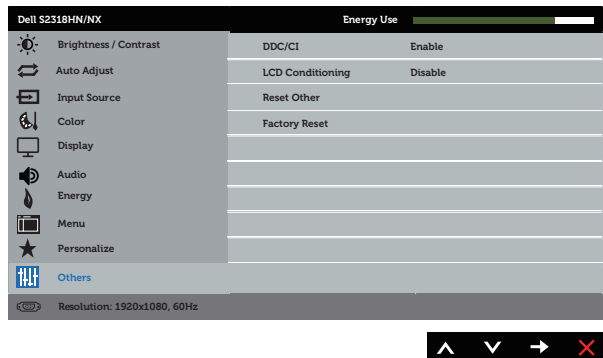 Dell S2318HN/NX Energy Use
Brightness / Contrast DDC/CI Enable
Auto Adjust LCD Conditioning Disable
Input Source Reset Other
Color Factory Reset
Display
Audio
Energy
Menu
Personalize
Others
Resolution: 1920x1080, 60Hz